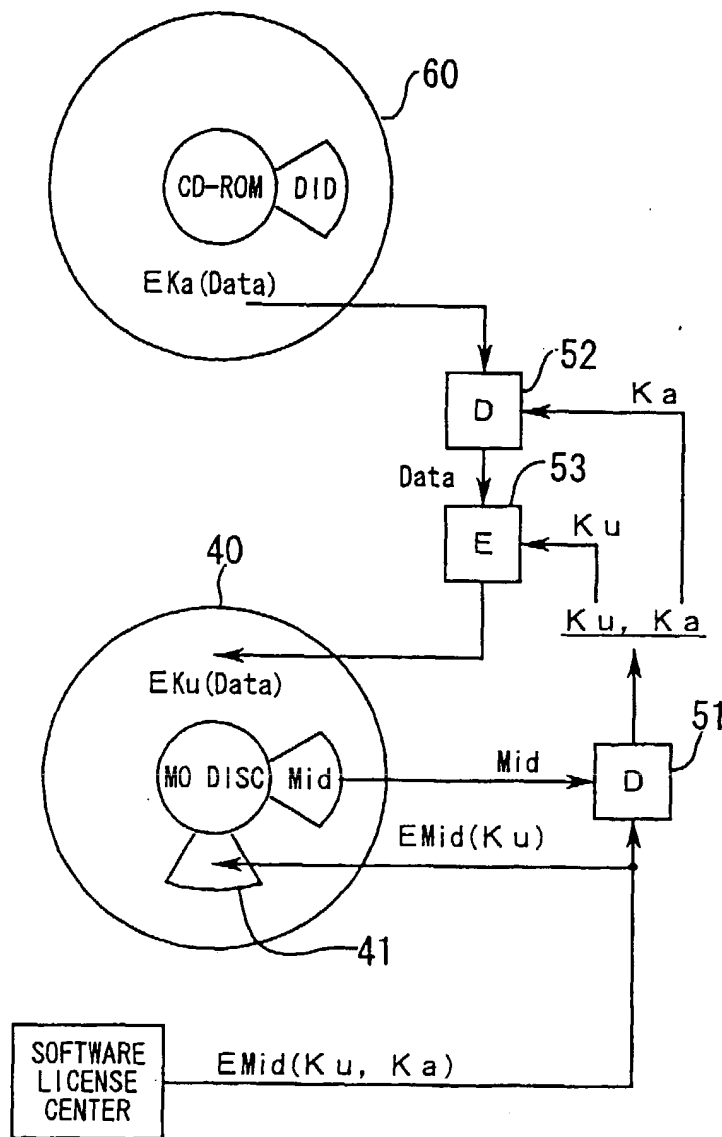 60
CD-ROM
DID
EKa(Data)
52
D
Ka
Data
53
E
Ku
40
Ku, Ka
EKu(Data)
51
MO DISC
Mid
Mid
D
EMid(Ku)
41
SOFTWARE
LICENSE
CENTER
EMid(Ku, Ka)